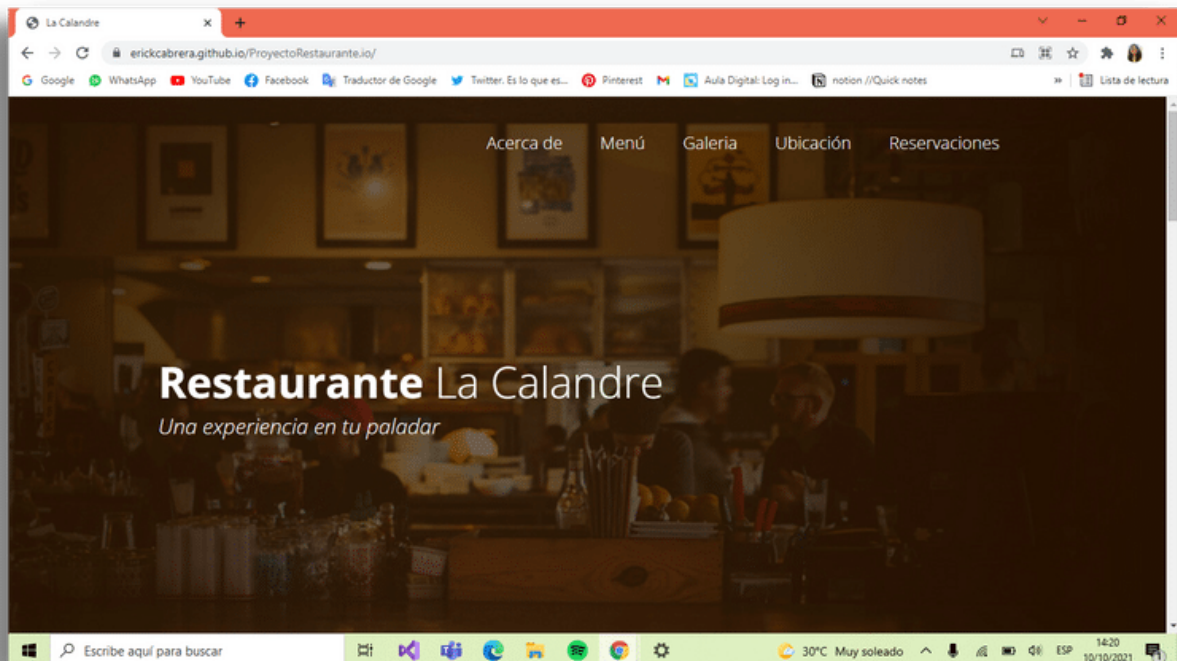 La Calandre
erickcabrera.github.io/ProyectoRestaurante.io/
Google WhatsApp YouTube Facebook Traductor de Google Twitter. Es lo que es... Pinterest Aula Digital: Log in... notion //Quick notes » Lista de lectura
Acerca de Menú Galeria Ubicación Reservaciones
Restaurante La Calandre
Una experiencia en tu paladar
Escribe aquí para buscar 30°C Muy soleado ESP 14:20
10/10/2021